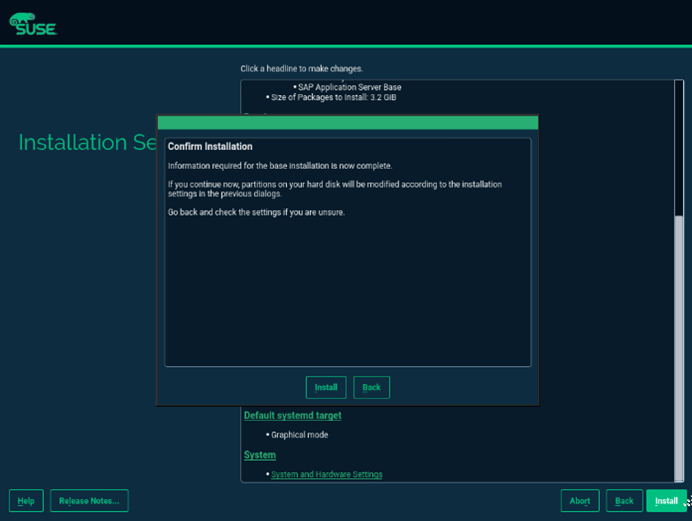 SUSE
Click a headline to make changes.
• SAP Application Server Base
• Size of Packages to Install: 3.2 GiB
Installation Se
Confirm Installation
Information required for the base installation is now complete.
If you continue now, partitions on your hard disk will be modified according to the installation
settings in the previous dialogs.
Go back and check the settings if you are unsure.
Install Back
Default systemd target
• Graphical mode
System
• System and Hardware Settings
Help Release Notes... Abort Back Install